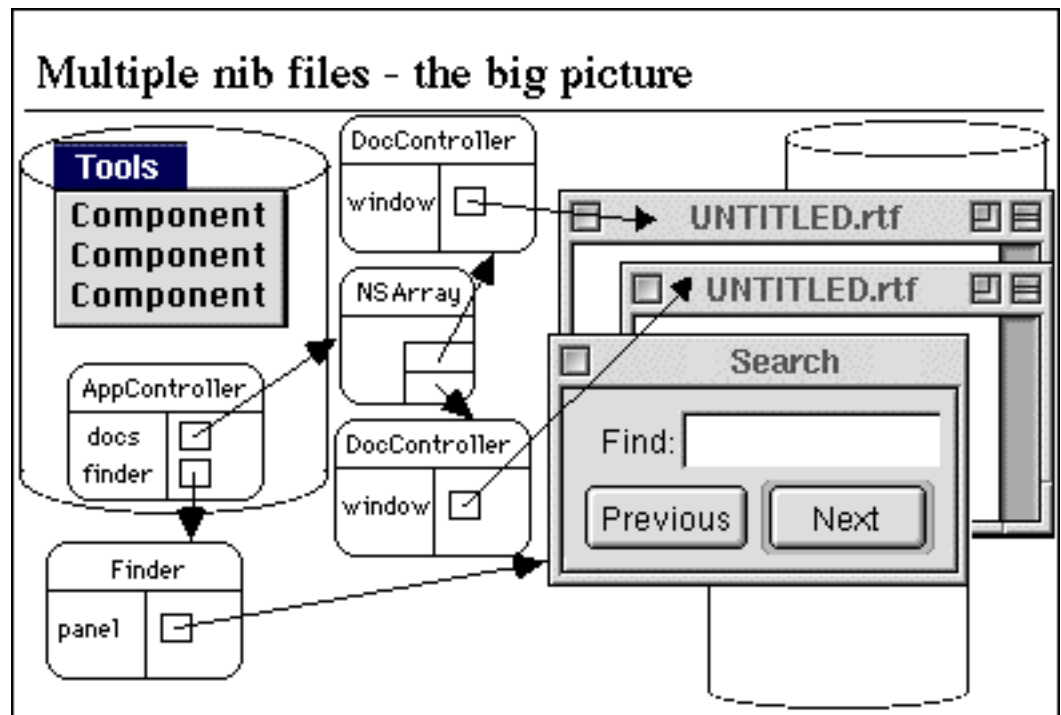 Multiple nib files - the big picture
Tools
Component
Component
Component
DocController
window
UNTITLED.rtf
UNTITLED.rtf
NSArray
AppController
docs
finder
DocController
window
Search
Find:
Previous
Next
Finder
panel